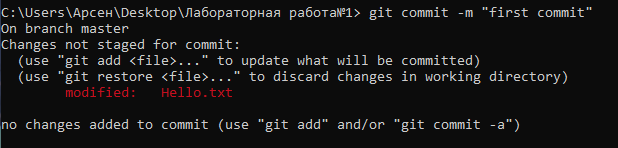 C:\Users\Арсен\Desktop\Лабораторная работа№1> git commit -m "first commit"
On branch master
Changes not staged for commit:
  (use "git add <file>..." to update what will be committed)
  (use "git restore <file>..." to discard changes in working directory)
        modified:   Hello.txt
no changes added to commit (use "git add" and/or "git commit -a")